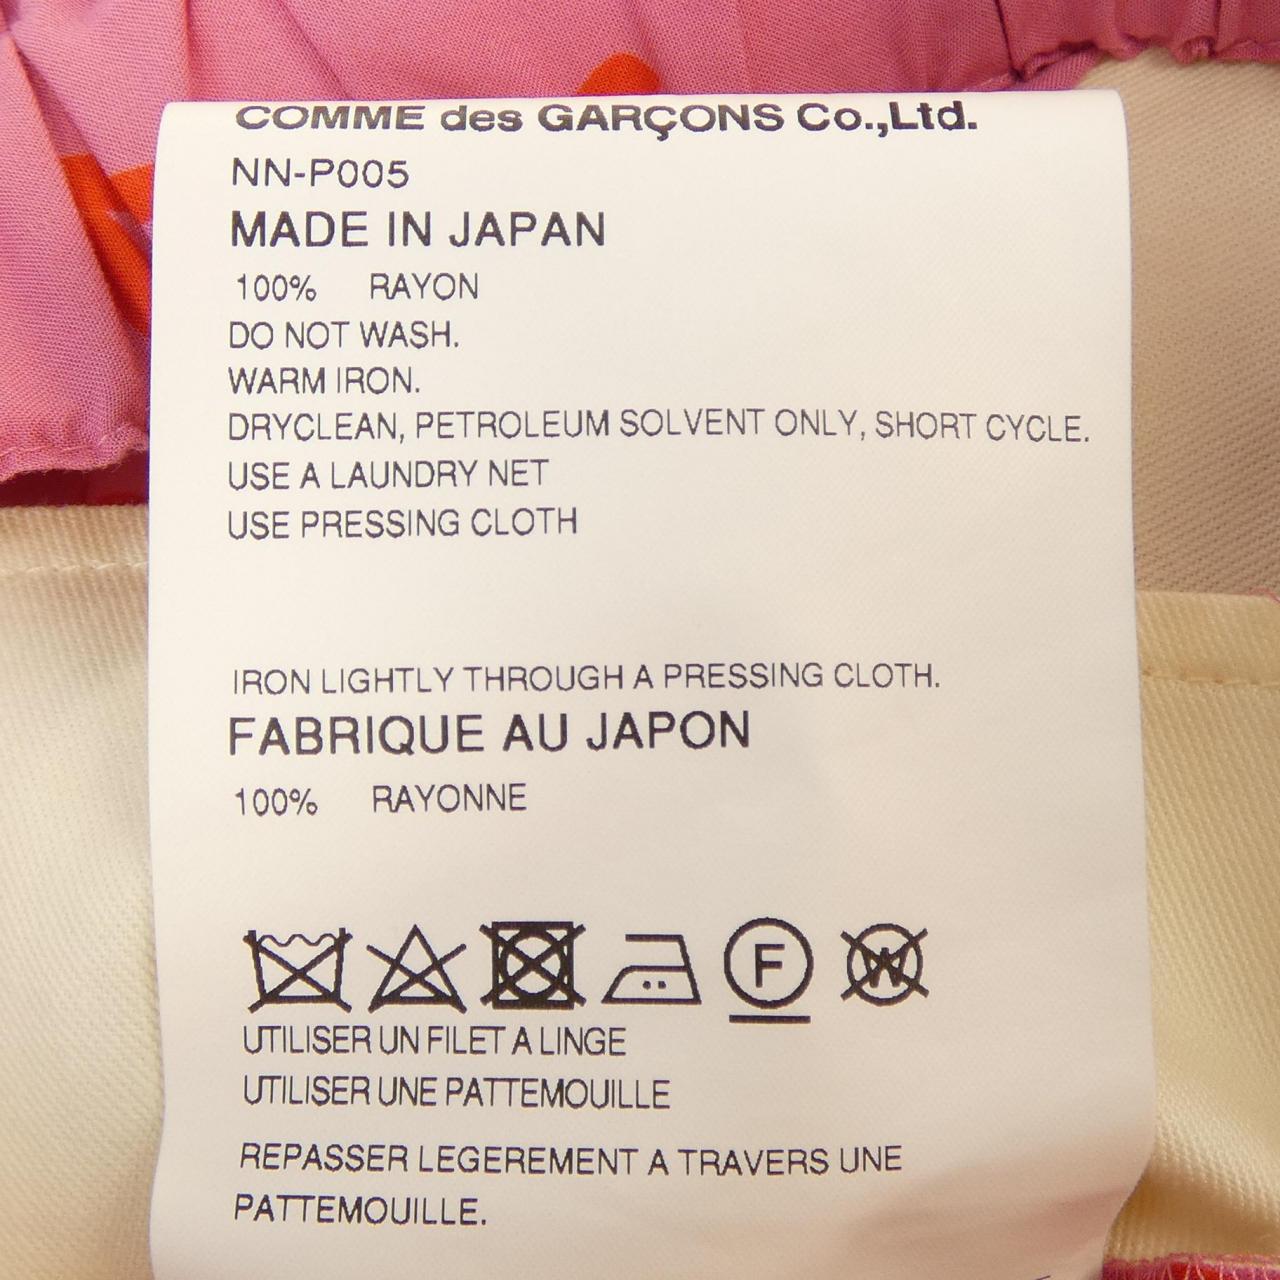 COMME des GARÇONS Co.,Ltd.
NN-P005
MADE IN JAPAN
100% RAYON
DO NOT WASH.
WARM IRON.
DRYCLEAN, PETROLEUM SOLVENT ONLY, SHORT CYCLE.
USE A LAUNDRY NET
USE PRESSING CLOTH
IRON LIGHTLY THROUGH A PRESSING CLOTH.
FABRIQUE AU JAPON
100% RAYONNE
F W
UTILISER UN FILET A LINGE
UTILISER UNE PATTEMOUILLE
REPASSER LEGEREMENT A TRAVERS UNE
PATTEMOUILLE.